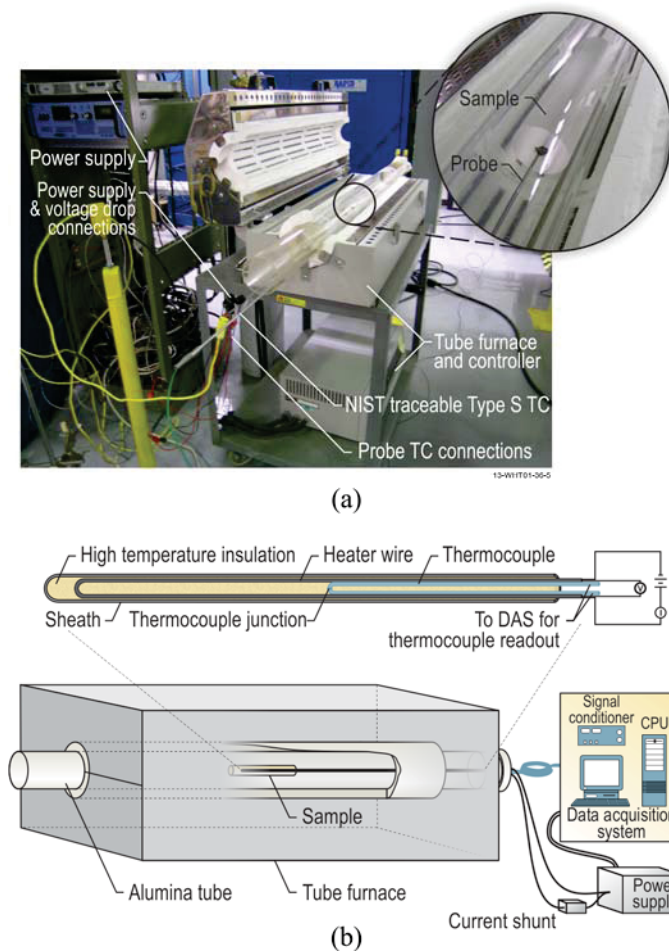 Sample
Probe
Power supply
Power supply
& voltage drop
connections
Tube furnace
and controller
NIST traceable Type S TC
Probe TC connections
13-WHT01-36-5
(a)
High temperature insulation
Heater wire
Thermocouple
V
I
Sheath
Thermocouple junction
To DAS for
thermocouple readout
Signal
conditioner
CPU
Sample
Data acquisition
system
Alumina tube
Tube furnace
Power
supply
Current shunt
(b)